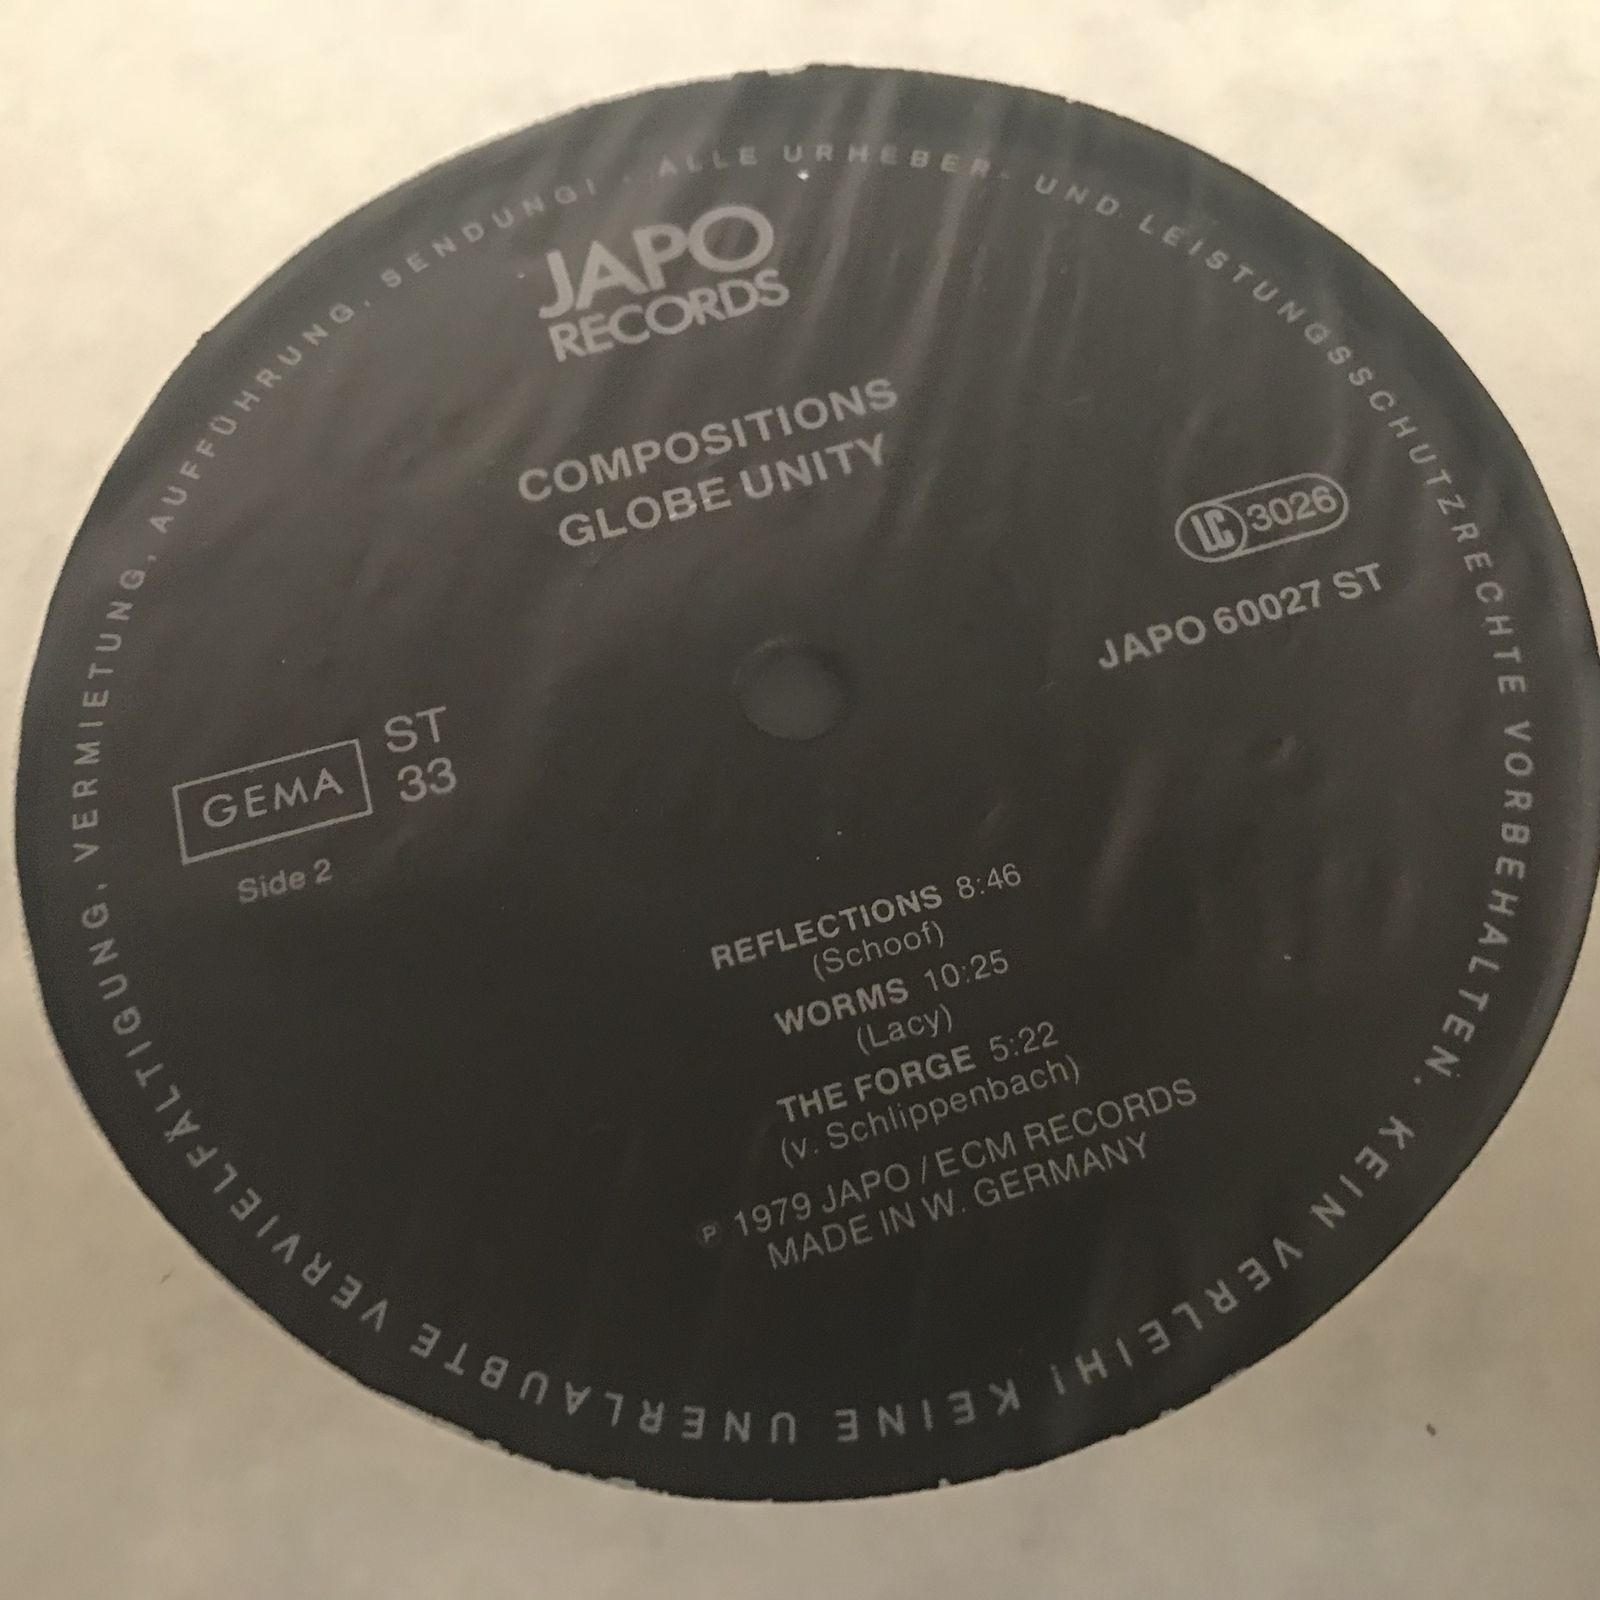 ALLE URHEBER- UND LEISTUNGSSCHUTZRECHTE VORBEHALTEN. KEIN VERLEIH! KEINE UNERLAUBTE VERVIELFÄLTIGUNG, VERMIETUNG, AUFFÜHRUNG, SENDUNG! ·
JAPO
RECORDS
COMPOSITIONS
GLOBE UNITY
LC 3026
JAPO 60027 ST
GEMA
ST
33
Side 2
REFLECTIONS 8:46
(Schoof)
WORMS 10:25
(Lacy)
THE FORGE 5:22
(v. Schlippenbach)
℗ 1979 JAPO / ECM RECORDS
MADE IN W. GERMANY